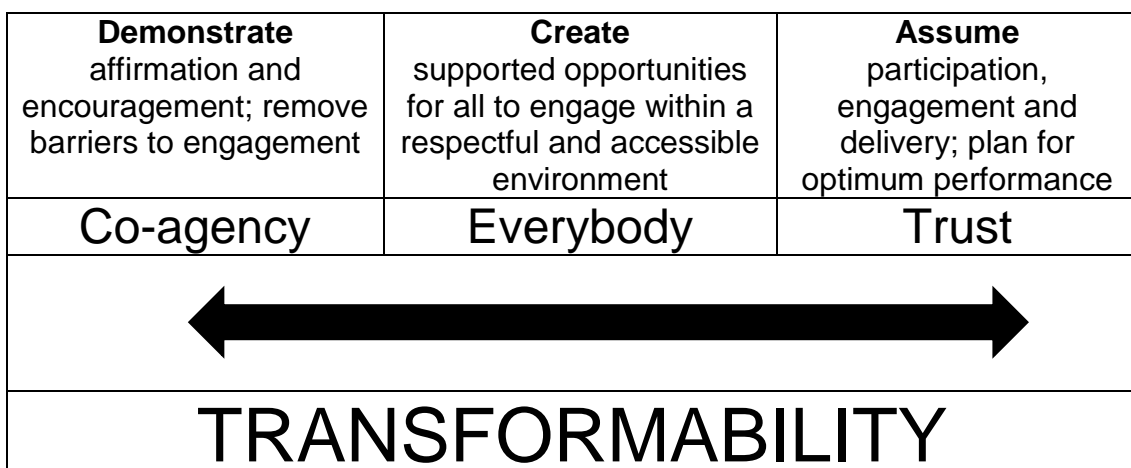 Demonstrate
affirmation and
encouragement; remove
barriers to engagement
Create
supported opportunities
for all to engage within a
respectful and accessible
environment
Assume
participation,
engagement and
delivery; plan for
optimum performance
Co-agency
Everybody
Trust
TRANSFORMABILITY